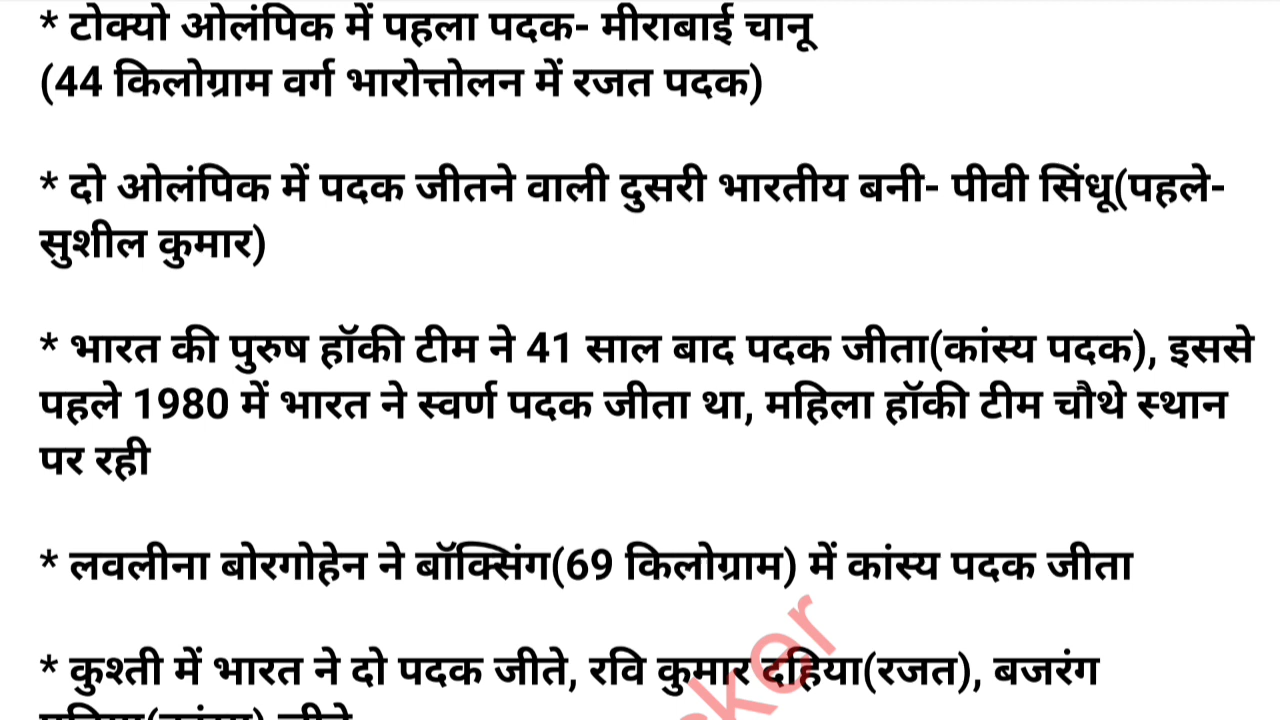 * टोक्यो ओलंपिक में पहला पदक- मीराबाई चानू
(44 किलोग्राम वर्ग भारोत्तोलन में रजत पदक)
* दो ओलंपिक में पदक जीतने वाली दुसरी भारतीय बनी- पीवी सिंधू(पहले-
सुशील कुमार)
* भारत की पुरुष हॉकी टीम ने 41 साल बाद पदक जीता(कांस्य पदक), इससे
पहले 1980 में भारत ने स्वर्ण पदक जीता था, महिला हॉकी टीम चौथे स्थान
पर रही
* लवलीना बोरगोहेन ने बॉक्सिंग(69 किलोग्राम) में कांस्य पदक जीता
* कुश्ती में भारत ने दो पदक जीते, रवि कुमार दहिया(रजत), बजरंग